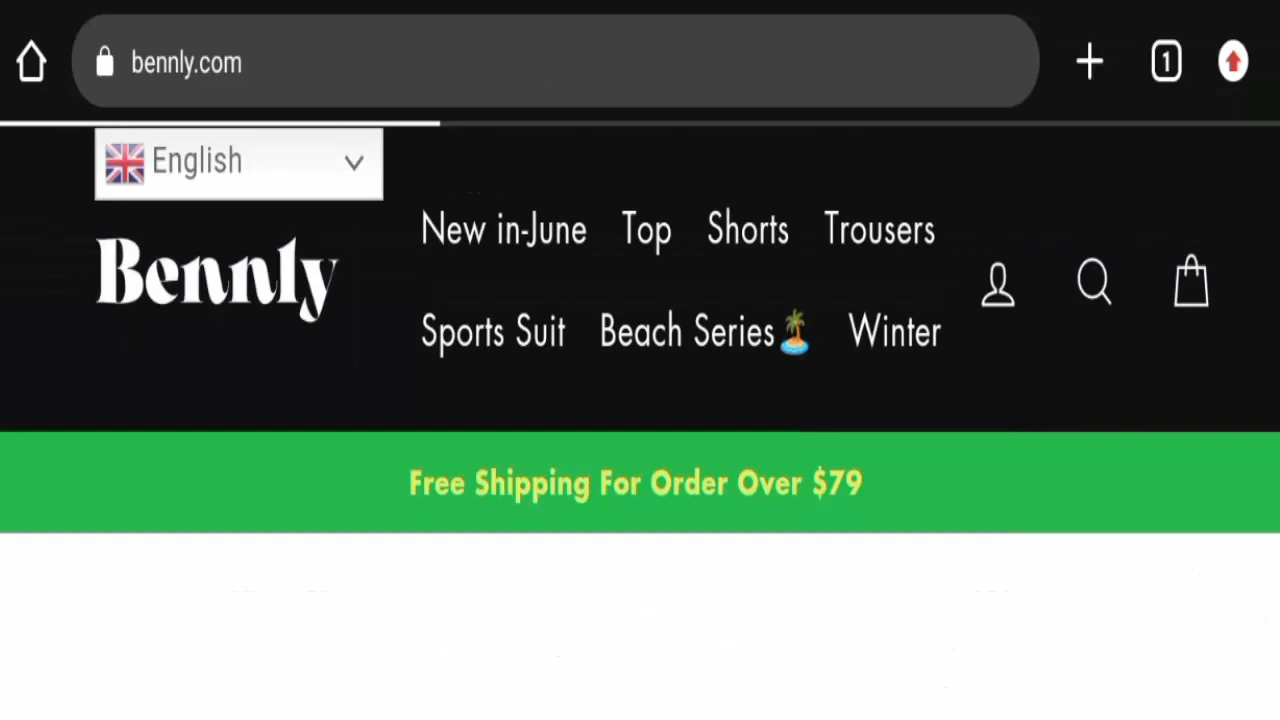 bennly.com
1
English
Bennly
New in-June Top Shorts Trousers
Sports Suit Beach Series🏝️ Winter
Free Shipping For Order Over $79